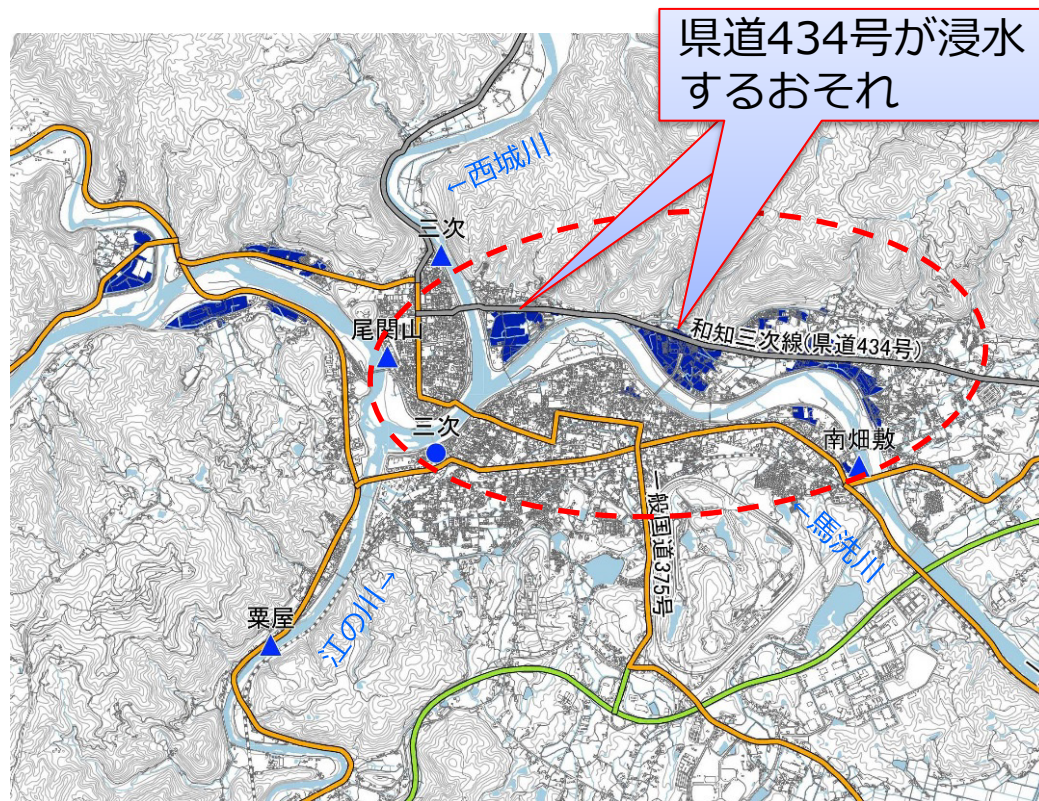 県道434号が浸水
するおそれ
←西城川
三次
尾関山
和知三次線(県道434号)
三次
南畑敷
一般国道375号
←馬洗川
江の川→
粟屋